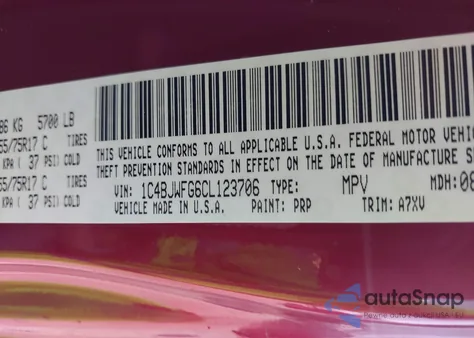 86 KG 5700 LB
55/75R17 C TIRES
KPA ( 37 PSI) COLD
55/75R17 C TIRES
KPA ( 37 PSI) COLD
THIS VEHICLE CONFORMS TO ALL APPLICABLE U.S.A. FEDERAL MOTOR VEHIC
THEFT PREVENTION STANDARDS IN EFFECT ON THE DATE OF MANUFACTURE S
VIN: 1C4BJWFG6CL123706 TYPE: MPV MDH: 08
VEHICLE MADE IN U.S.A. PAINT: PRP TRIM: A7XV
autoSnap